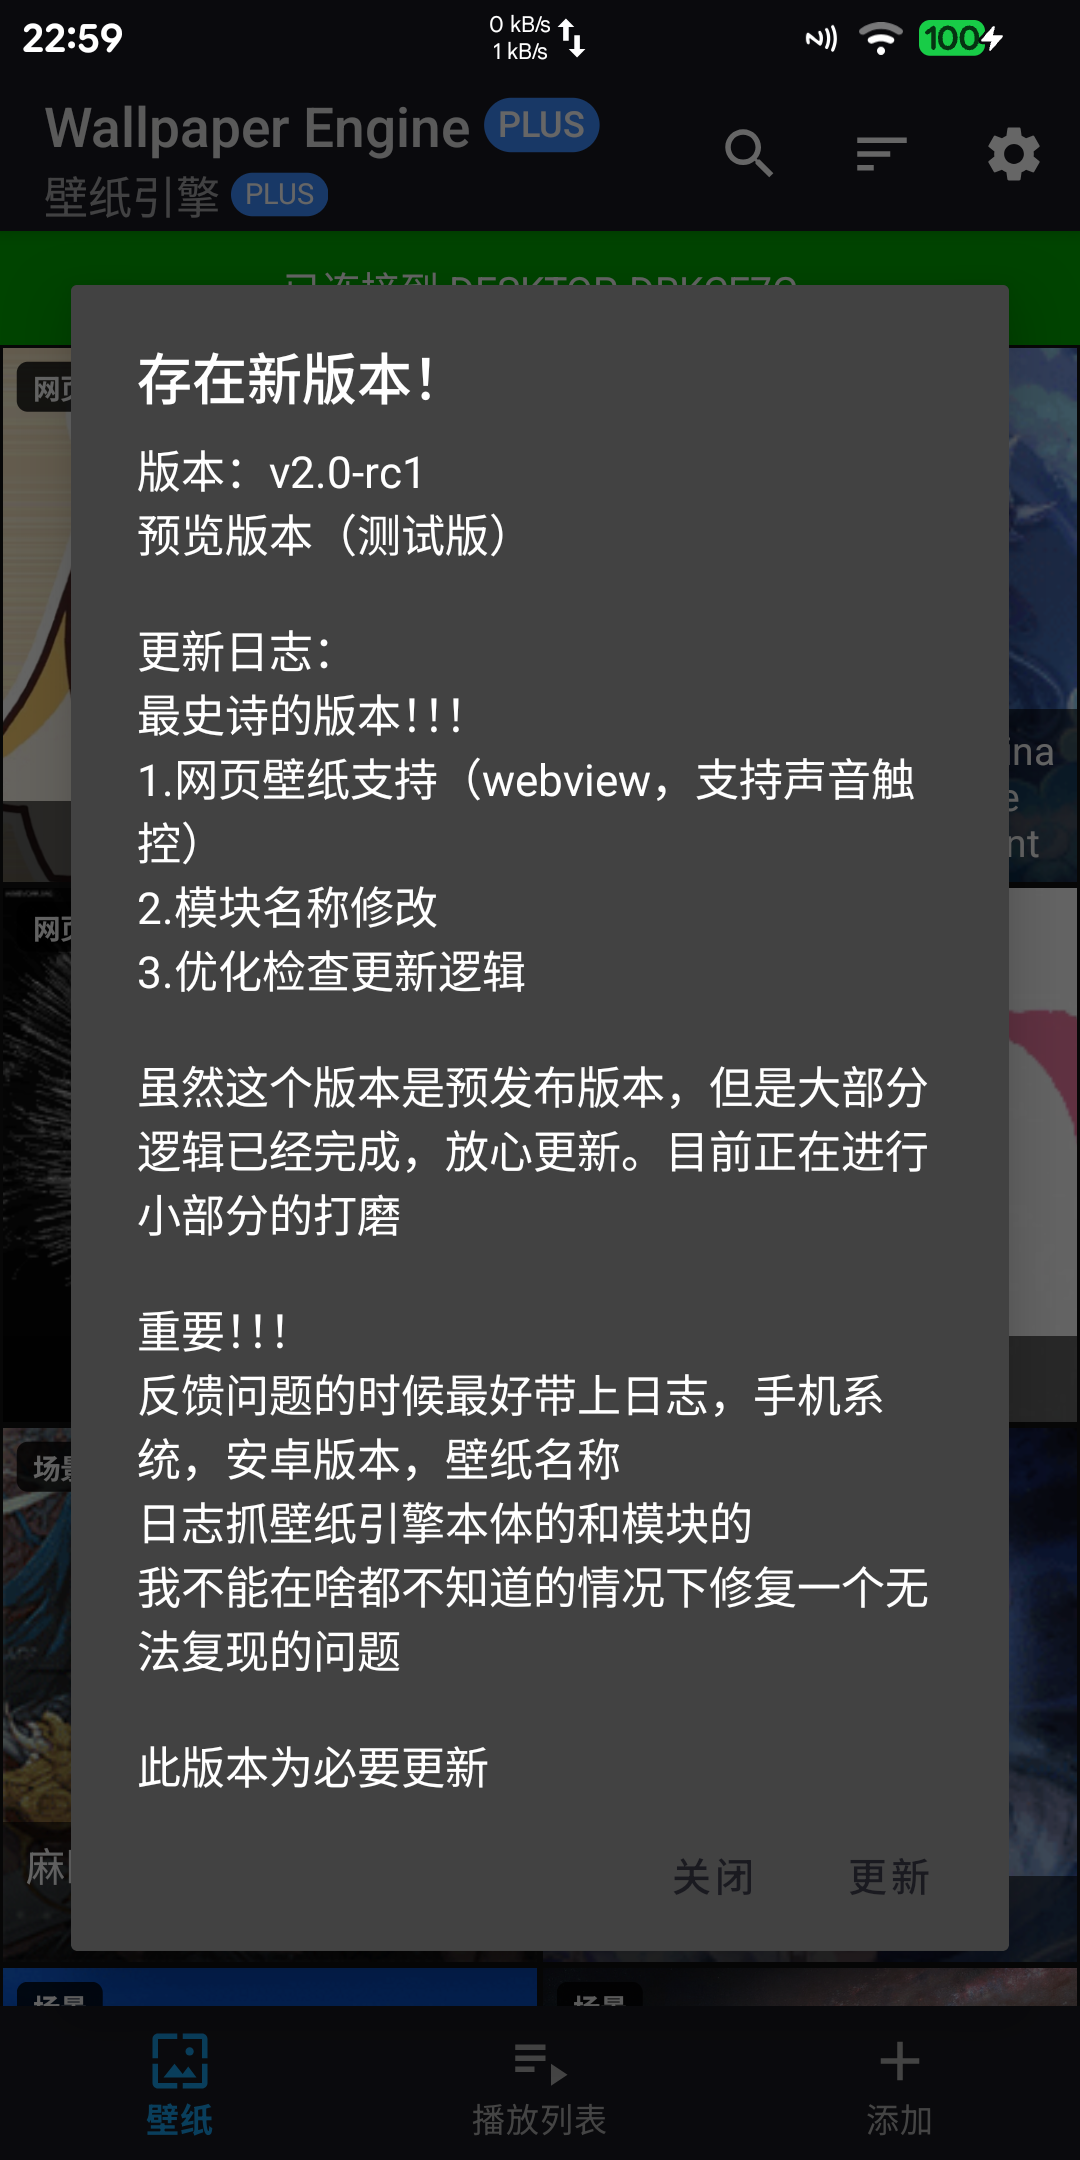 22:59
0 kB/s
1 kB/s
100
Wallpaper Engine PLUS
壁纸引擎 PLUS
存在新版本！
版本：v2.0-rc1
预览版本（测试版）
更新日志：
最史诗的版本！！！
1.网页壁纸支持（webview，支持声音触
控）
2.模块名称修改
3.优化检查更新逻辑
虽然这个版本是预发布版本，但是大部分
逻辑已经完成，放心更新。目前正在进行
小部分的打磨
重要！！！
反馈问题的时候最好带上日志，手机系
统，安卓版本，壁纸名称
日志抓壁纸引擎本体的和模块的
我不能在啥都不知道的情况下修复一个无
法复现的问题
此版本为必要更新
关闭 更新
场景 场景
壁纸 播放列表 添加